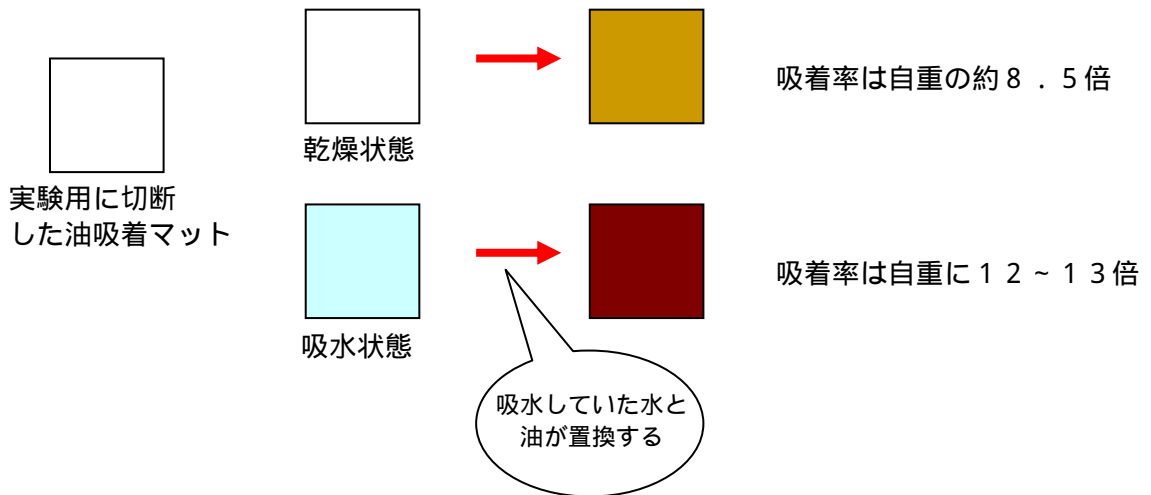 実験用に切断
した油吸着マット
乾燥状態
吸着率は自重の約８．５倍
吸水状態
吸着率は自重に１２~１３倍
吸水していた水と
油が置換する